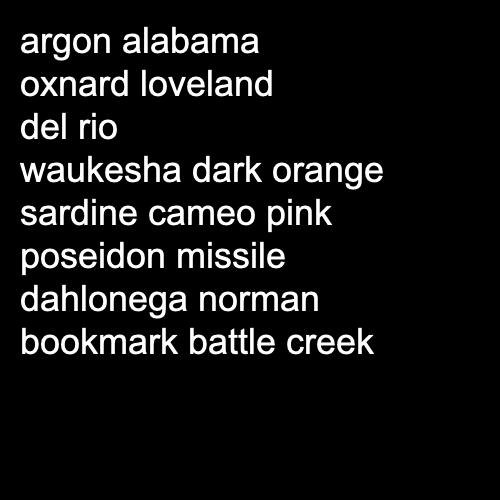 argon alabama
oxnard loveland
del rio
waukesha dark orange
sardine cameo pink
poseidon missile
dahlonega norman
bookmark battle creek